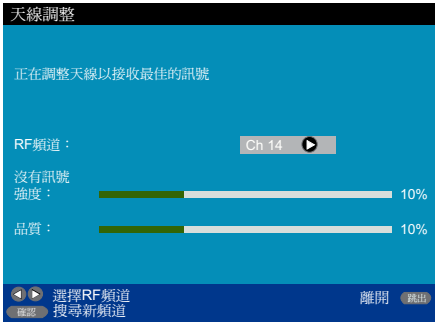 天線調整
正在調整天線以接收最佳的訊號
RF頻道：
Ch 14
沒有訊號
強度：
10%
品質：
10%
選擇RF頻道
離開 跳出
確認 搜尋新頻道